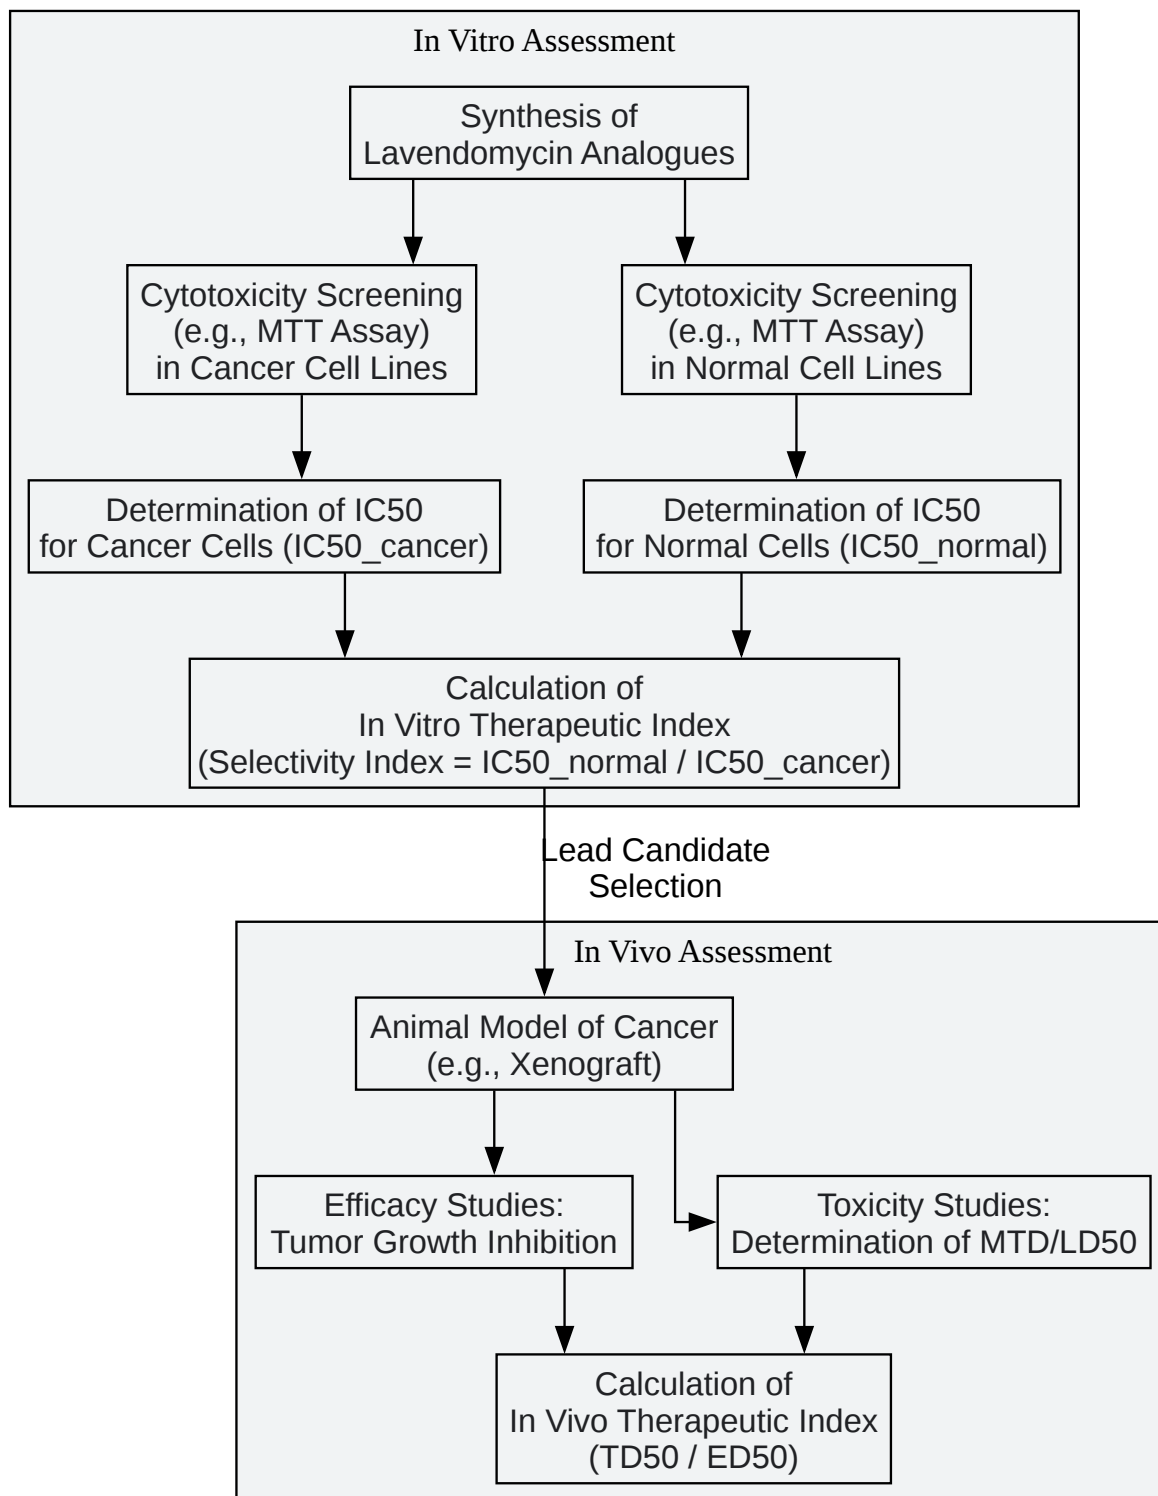 In Vitro Assessment
Synthesis of
Lavendomycin Analogues
Cytotoxicity Screening
(e.g., MTT Assay)
in Cancer Cell Lines
Cytotoxicity Screening
(e.g., MTT Assay)
in Normal Cell Lines
Determination of IC50
for Cancer Cells (IC50_cancer)
Determination of IC50
for Normal Cells (IC50_normal)
Calculation of
In Vitro Therapeutic Index
(Selectivity Index = IC50_normal / IC50_cancer)
Lead Candidate
Selection
In Vivo Assessment
Animal Model of Cancer
(e.g., Xenograft)
Efficacy Studies:
Tumor Growth Inhibition
Toxicity Studies:
Determination of MTD/LD50
Calculation of
In Vivo Therapeutic Index
(TD50 / ED50)